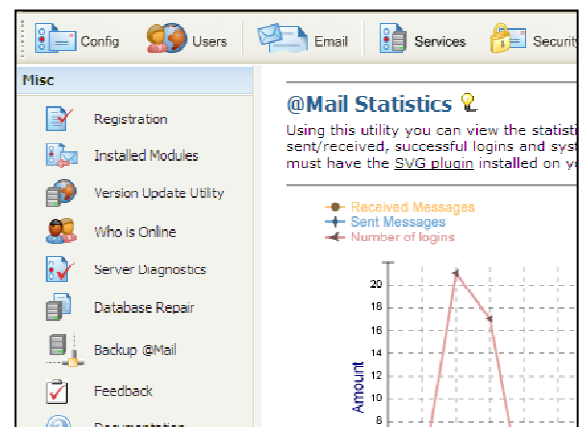 Config
Users
Email
Services
Securit
Misc
Registration
Installed Modules
Version Update Utility
Who is Online
Server Diagnostics
Database Repair
Backup @Mail
Feedback
Documentation
@Mail Statistics
Using this utility you can view the statisti
sent/received, successful logins and syst
must have the SVG plugin installed on y
Received Messages
Sent Messages
Number of logins
Amount
20
18
16
14
12
10
8